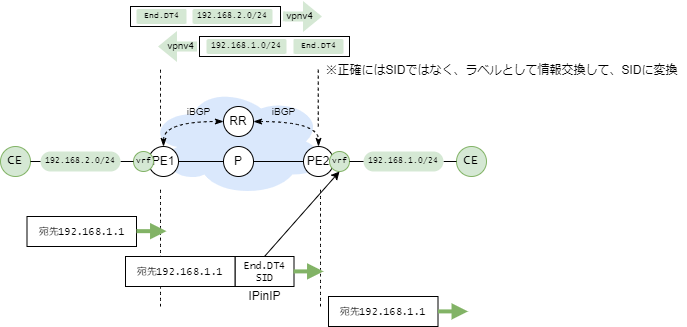 End.DT4 192.168.2.0/24 vpnv4
vpnv4 192.168.1.0/24 End.DT4
※正確にはSIDではなく、ラベルとして情報交換して、SIDに変換
iBGP iBGP
RR
CE 192.168.2.0/24 vrf PE1 P PE2 vrf 192.168.1.0/24 CE
宛先192.168.1.1
宛先192.168.1.1 End.DT4
SID
IPinIP
宛先192.168.1.1